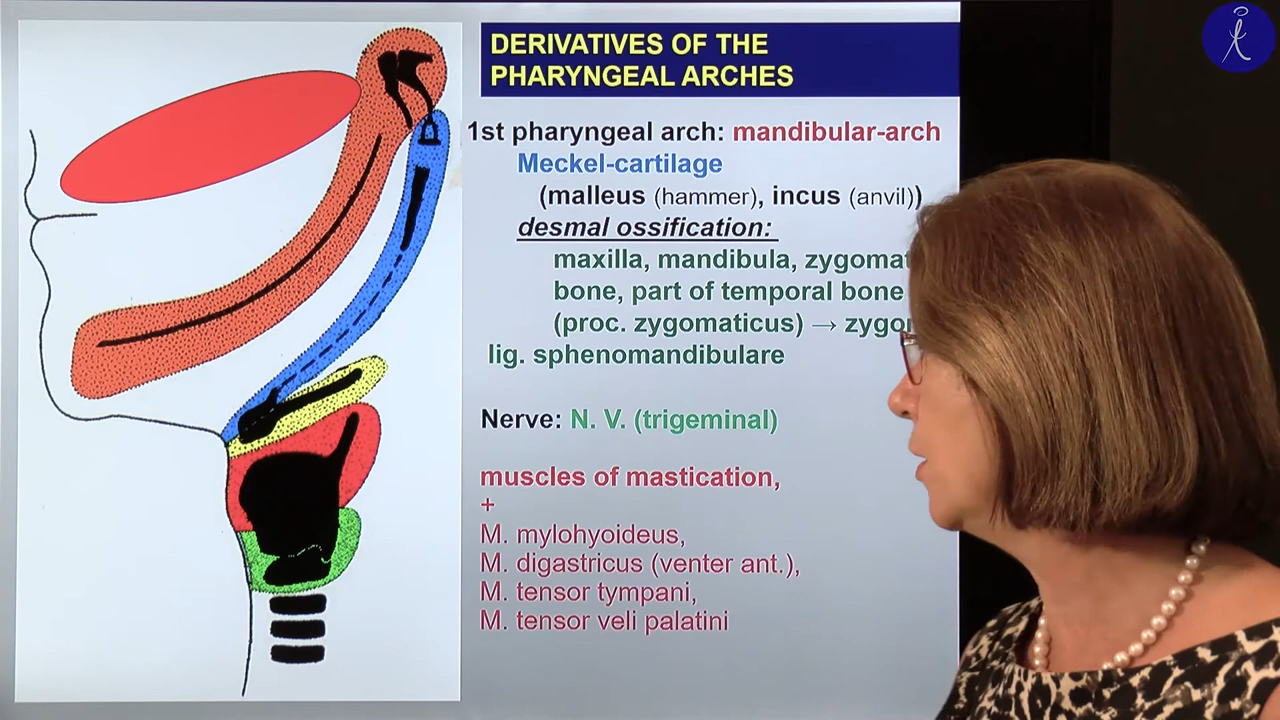 DERIVATIVES OF THE
PHARYNGEAL ARCHES
1st pharyngeal arch: mandibular-arch
Meckel-cartilage
(malleus (hammer), incus (anvil))
desmal ossification:
maxilla, mandibula,
bone, part of temporal bone
(proc. zygomaticus) →
lig. sphenomandibulare
Nerve: N. V. (trigeminal)
muscles of mastication,
+
M. mylohyoideus,
M. digastricus (venter ant.),
M. tensor tympani,
M. tensor veli palatini